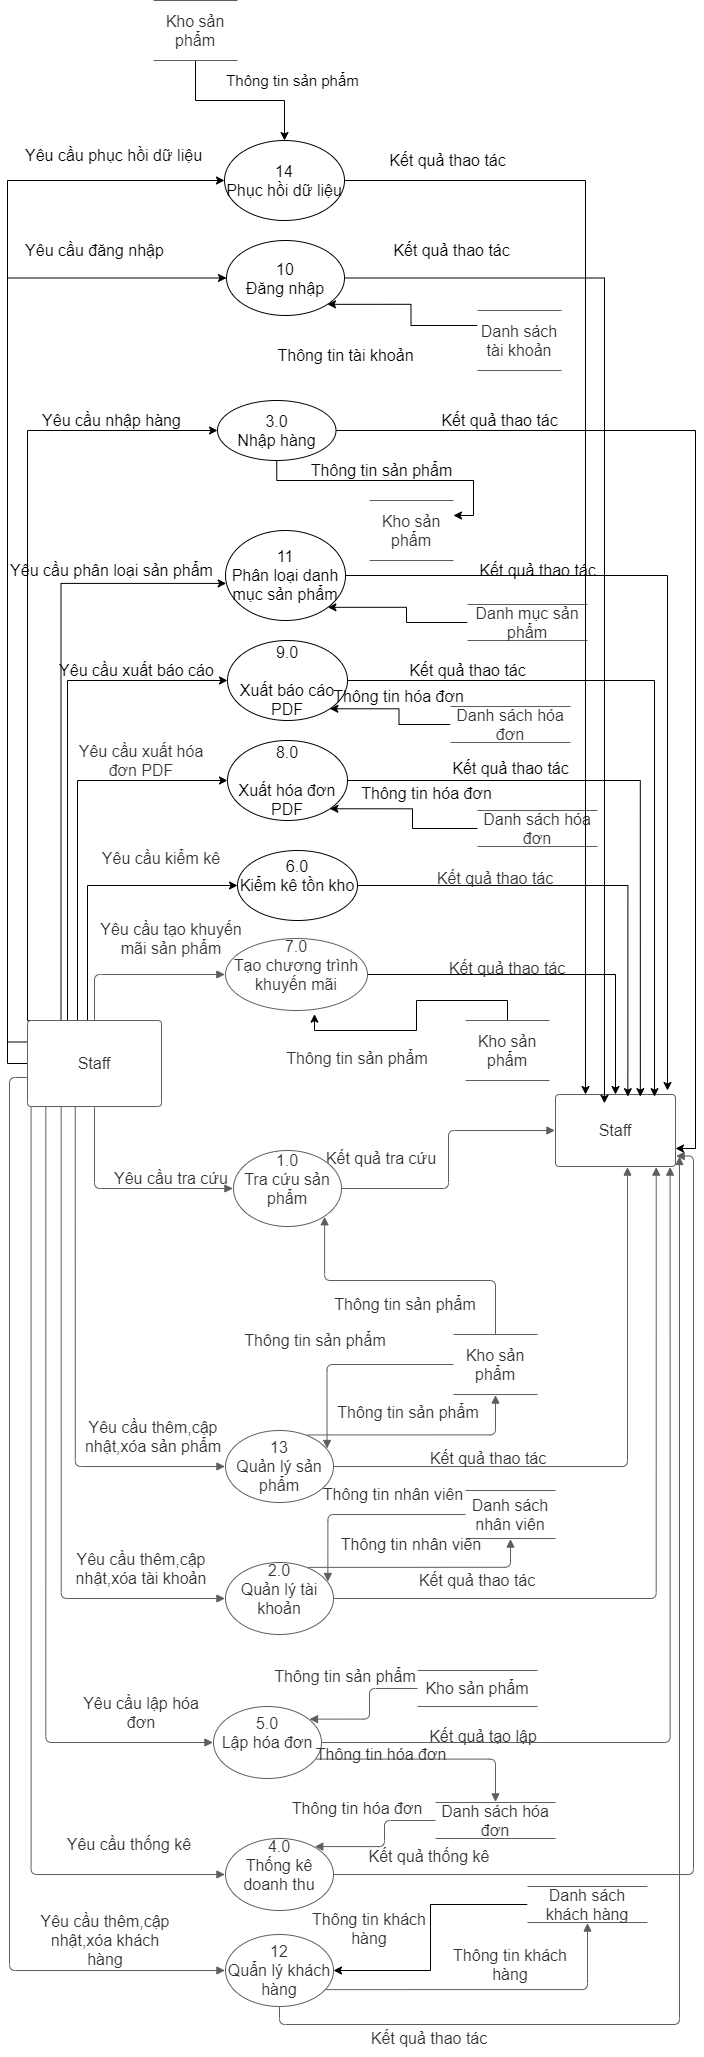 Kho sản
phẩm
Thông tin sản phẩm
Yêu cầu phục hồi dữ liệu
14
Phục hồi dữ liệu
Kết quả thao tác
Yêu cầu đăng nhập
10
Đăng nhập
Kết quả thao tác
Danh sách
tài khoản
Thông tin tài khoản
Yêu cầu nhập hàng
3.0
Nhập hàng
Kết quả thao tác
Thông tin sản phẩm
Kho sản
phẩm
Yêu cầu phân loại sản phẩm
11
Phân loại danh
mục sản phẩm
Kết quả thao tác
Danh mục sản
phẩm
Yêu cầu xuất báo cáo
9.0
Xuất báo cáo
PDF
Kết quả thao tác
Thông tin hóa đơn
Danh sách hóa
đơn
Yêu cầu xuất hóa
đơn PDF
8.0
Xuất hóa đơn
PDF
Kết quả thao tác
Thông tin hóa đơn
Danh sách hóa
đơn
Yêu cầu kiểm kê
6.0
Kiểm kê tồn kho
Kết quả thao tác
Yêu cầu tạo khuyến
mãi sản phẩm
7.0
Tạo chương trình
khuyến mãi
Kết quả thao tác
Thông tin sản phẩm
Kho sản
phẩm
Staff
Staff
Yêu cầu tra cứu
1.0
Tra cứu sản
phẩm
Kết quả tra cứu
Thông tin sản phẩm
Thông tin sản phẩm
Kho sản
phẩm
Thông tin sản phẩm
Yêu cầu thêm,cập
nhật,xóa sản phẩm
13
Quản lý sản
phẩm
Kết quả thao tác
Thông tin nhân viên
Danh sách
nhân viên
Thông tin nhân viên
Yêu cầu thêm,cập
nhật,xóa tài khoản
2.0
Quản lý tài
khoản
Kết quả thao tác
Thông tin sản phẩm
Kho sản phẩm
Yêu cầu lập hóa
đơn
5.0
Lập hóa đơn
Kết quả tạo lập
Thông tin hóa đơn
Thông tin hóa đơn
Danh sách hóa
đơn
Yêu cầu thống kê
4.0
Thống kê
doanh thu
Kết quả thống kê
Danh sách
khách hàng
Yêu cầu thêm,cập
nhật,xóa khách
hàng
Thông tin khách
hàng
12
Quản lý khách
hàng
Thông tin khách
hàng
Kết quả thao tác